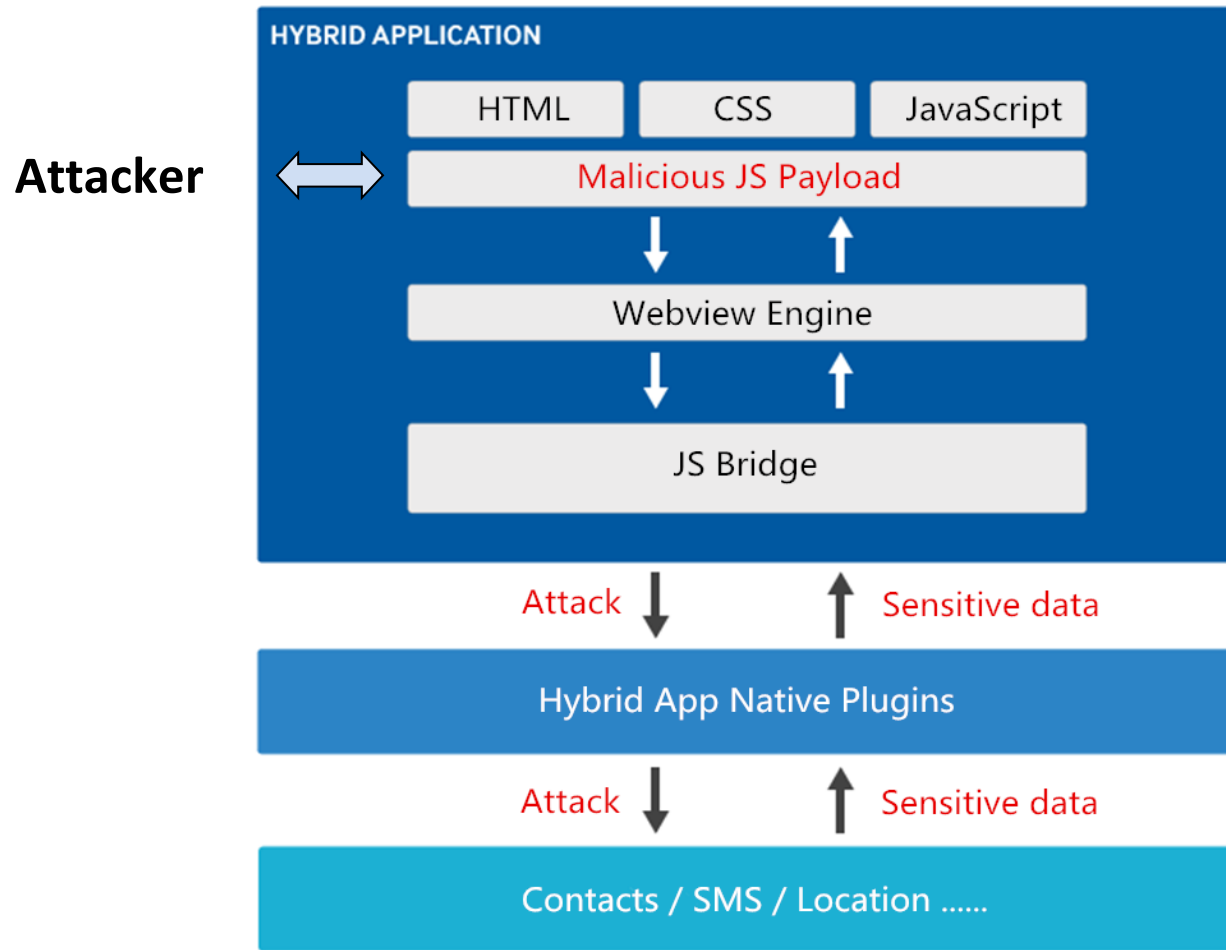 HYBRID APPLICATION
HTML CSS JavaScript
Attacker
Malicious JS Payload
Webview Engine
JS Bridge
Attack Sensitive data
Hybrid App Native Plugins
Attack Sensitive data
Contacts / SMS / Location ......